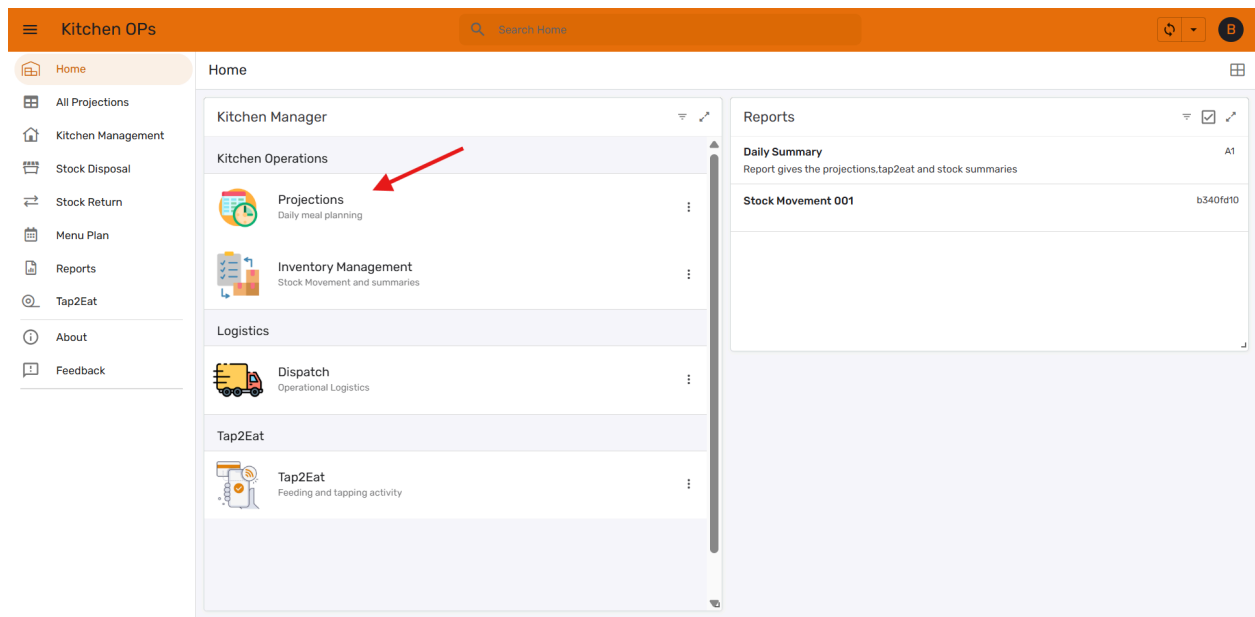 Kitchen OPs
Search Home
B
Home
All Projections
Kitchen Management
Stock Disposal
Stock Return
Menu Plan
Reports
Tap2Eat
About
Feedback
Home
Kitchen Manager
Kitchen Operations
Projections
Daily meal planning
Inventory Management
Stock Movement and summaries
Logistics
Dispatch
Operational Logistics
Tap2Eat
Tap2Eat
Feeding and tapping activity
Reports
Daily Summary A1
Report gives the projections,tap2eat and stock summaries
Stock Movement 001 b340fd10